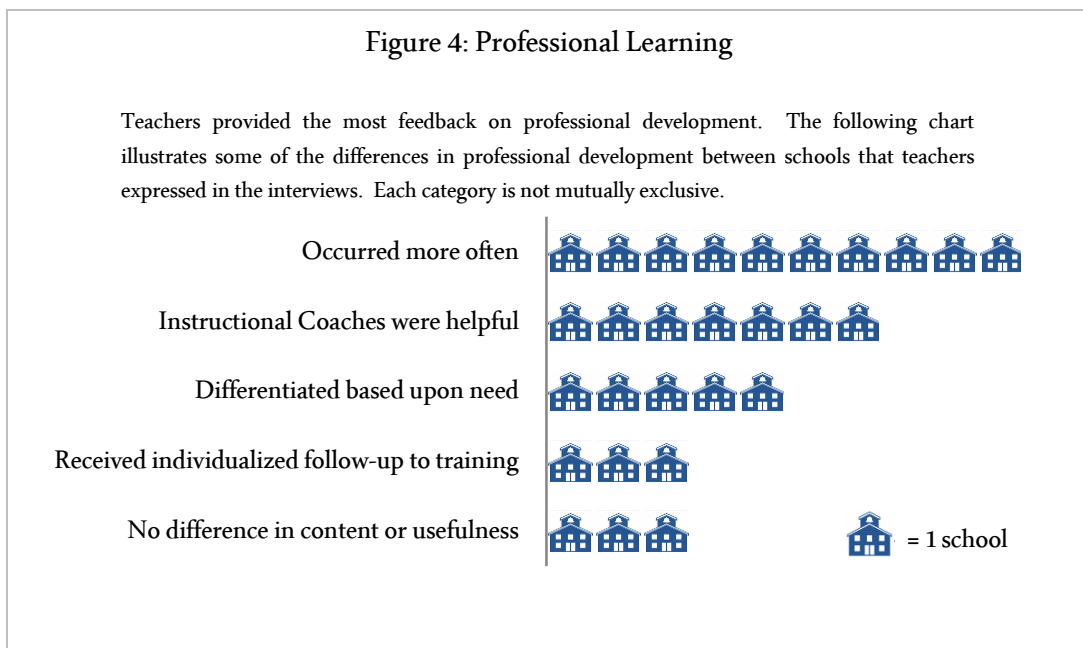 Figure 4: Professional Learning
Teachers provided the most feedback on professional development. The following chart
illustrates some of the differences in professional development between schools that teachers
expressed in the interviews. Each category is not mutually exclusive.
Occurred more often
Instructional Coaches were helpful
Differentiated based upon need
Received individualized follow-up to training
No difference in content or usefulness
= 1 school